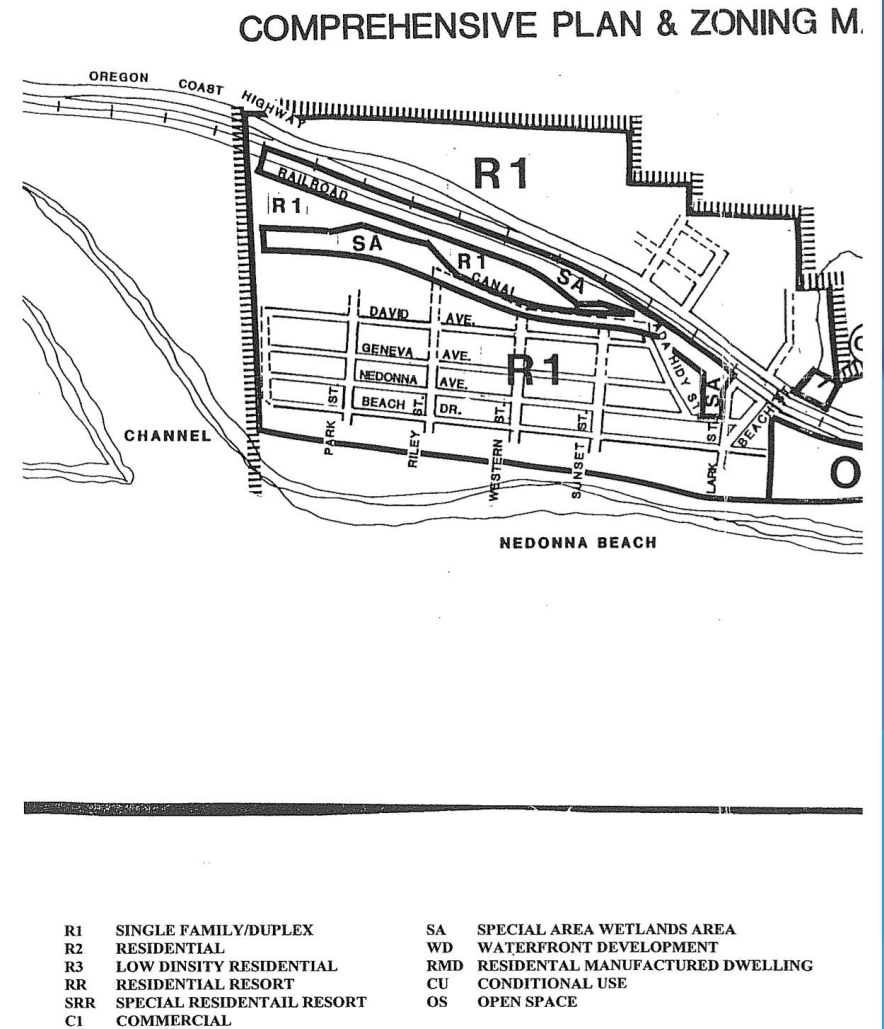 COMPREHENSIVE PLAN & ZONING M
OREGON COAST HIGHWAY
R1
RAILROAD
R1
SA
R1
SA
CANAL
DAVID AVE.
GENEVA AVE.
R1
NEDONNA AVE.
BEACH DR.
SA
BEACH
PARK ST.
RILEY ST.
WESTERN ST.
SUNSET ST.
LARK ST.
O
CHANNEL
NEDONNA BEACH
R1 SINGLE FAMILY/DUPLEX
R2 RESIDENTIAL
R3 LOW DINSITY RESIDENTIAL
RR RESIDENTIAL RESORT
SRR SPECIAL RESIDENTAIL RESORT
C1 COMMERCIAL
SA SPECIAL AREA WETLANDS AREA
WD WATERFRONT DEVELOPMENT
RMD RESIDENTAL MANUFACTURED DWELLING
CU CONDITIONAL USE
OS OPEN SPACE